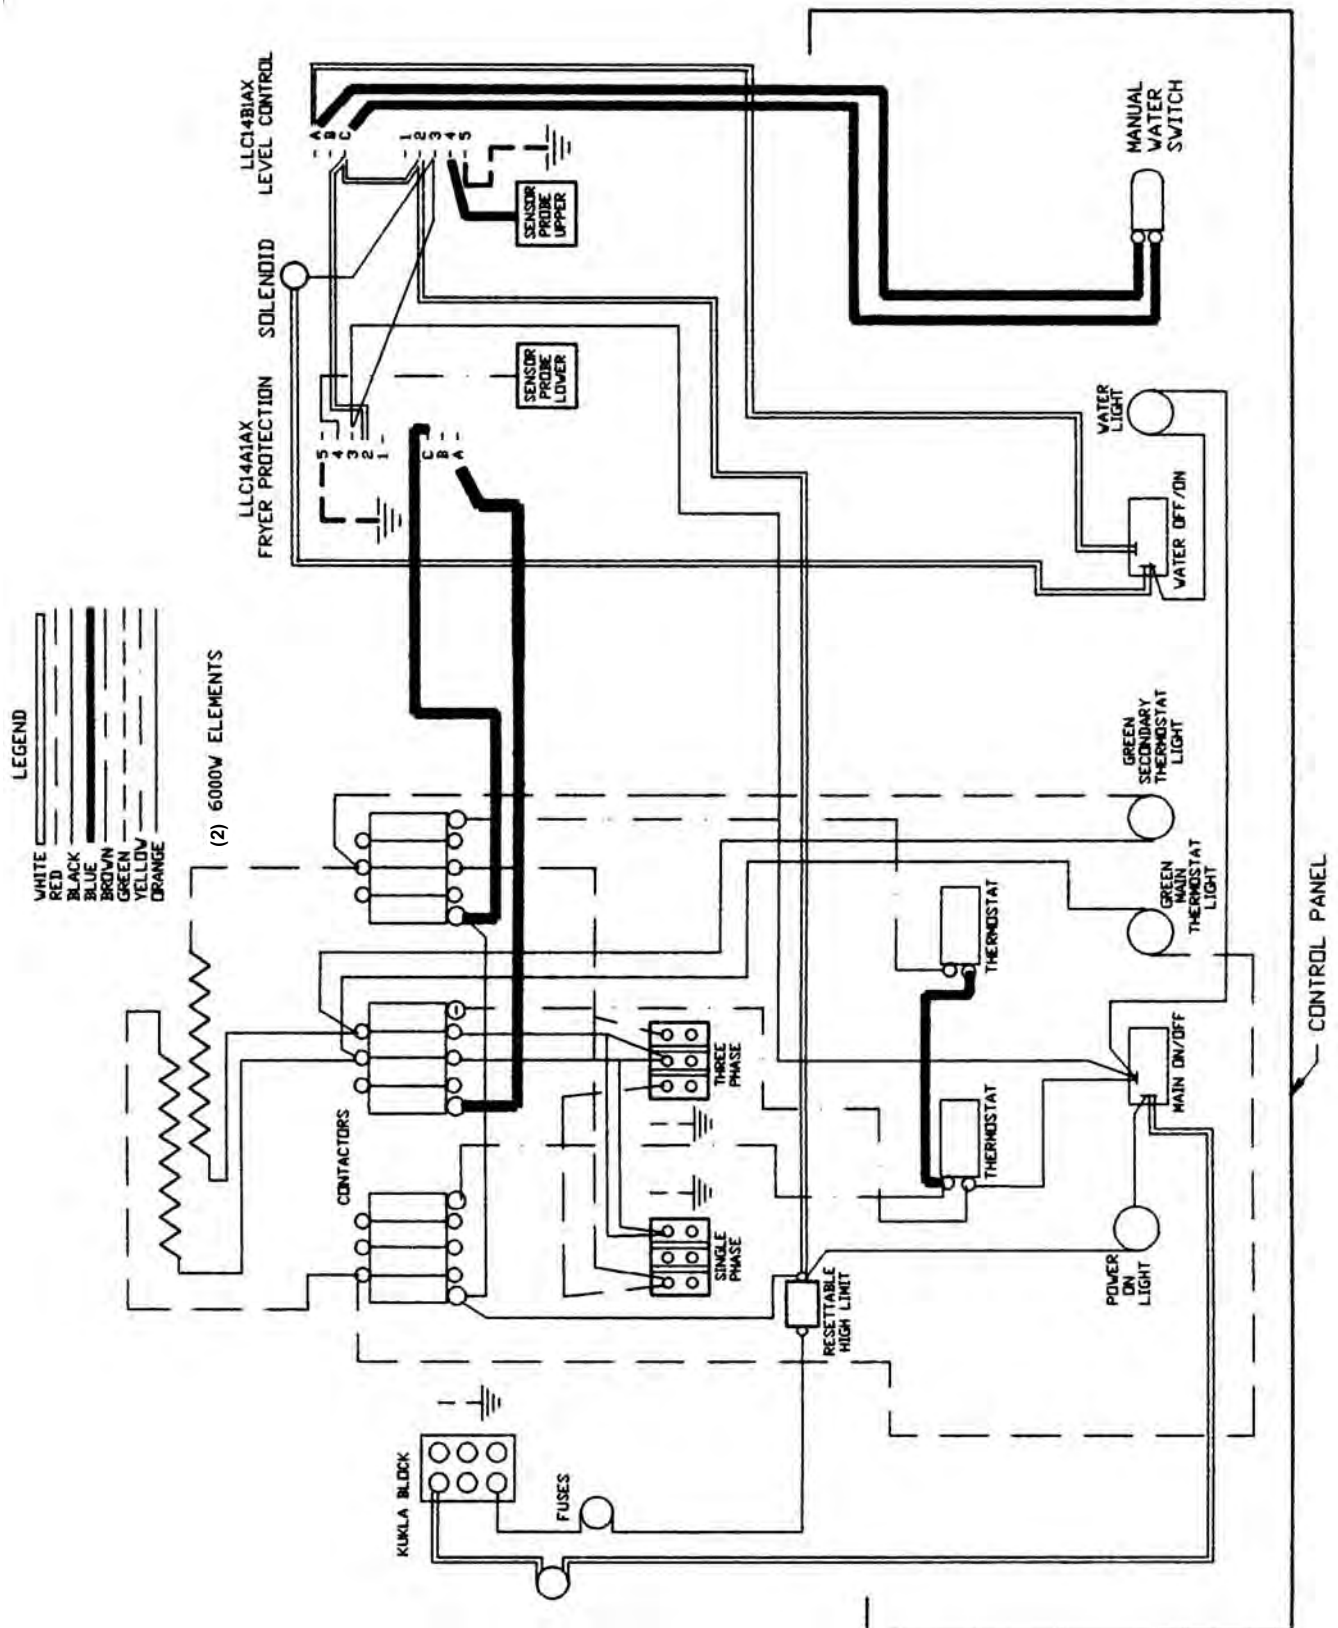 LEGEND
WHITE
RED
BLACK
BLUE
BROWN
GREEN
YELLOW
ORANGE
(2) 6000W ELEMENTS
CONTACTORS
KUKLA BLOCK
FUSES
LLC14A1AX
FRYER PROTECTION
5
4
3
2
1
C
B
A
SOLENOID
LLC14B1AX
LEVEL CONTROL
A
B
C
1
2
3
4
5
SENSOR
PROBE
UPPER
SENSOR
PROBE
LOWER
SINGLE
PHASE
THREE
PHASE
RESETTABLE
HIGH LIMIT
THERMOSTAT
THERMOSTAT
POWER
ON
LIGHT
MAIN ON/OFF
GREEN
MAIN
THERMOSTAT
LIGHT
GREEN
SECONDARY
THERMOSTAT
LIGHT
WATER OFF/ON
WATER
LIGHT
MANUAL
WATER
SWITCH
CONTROL PANEL